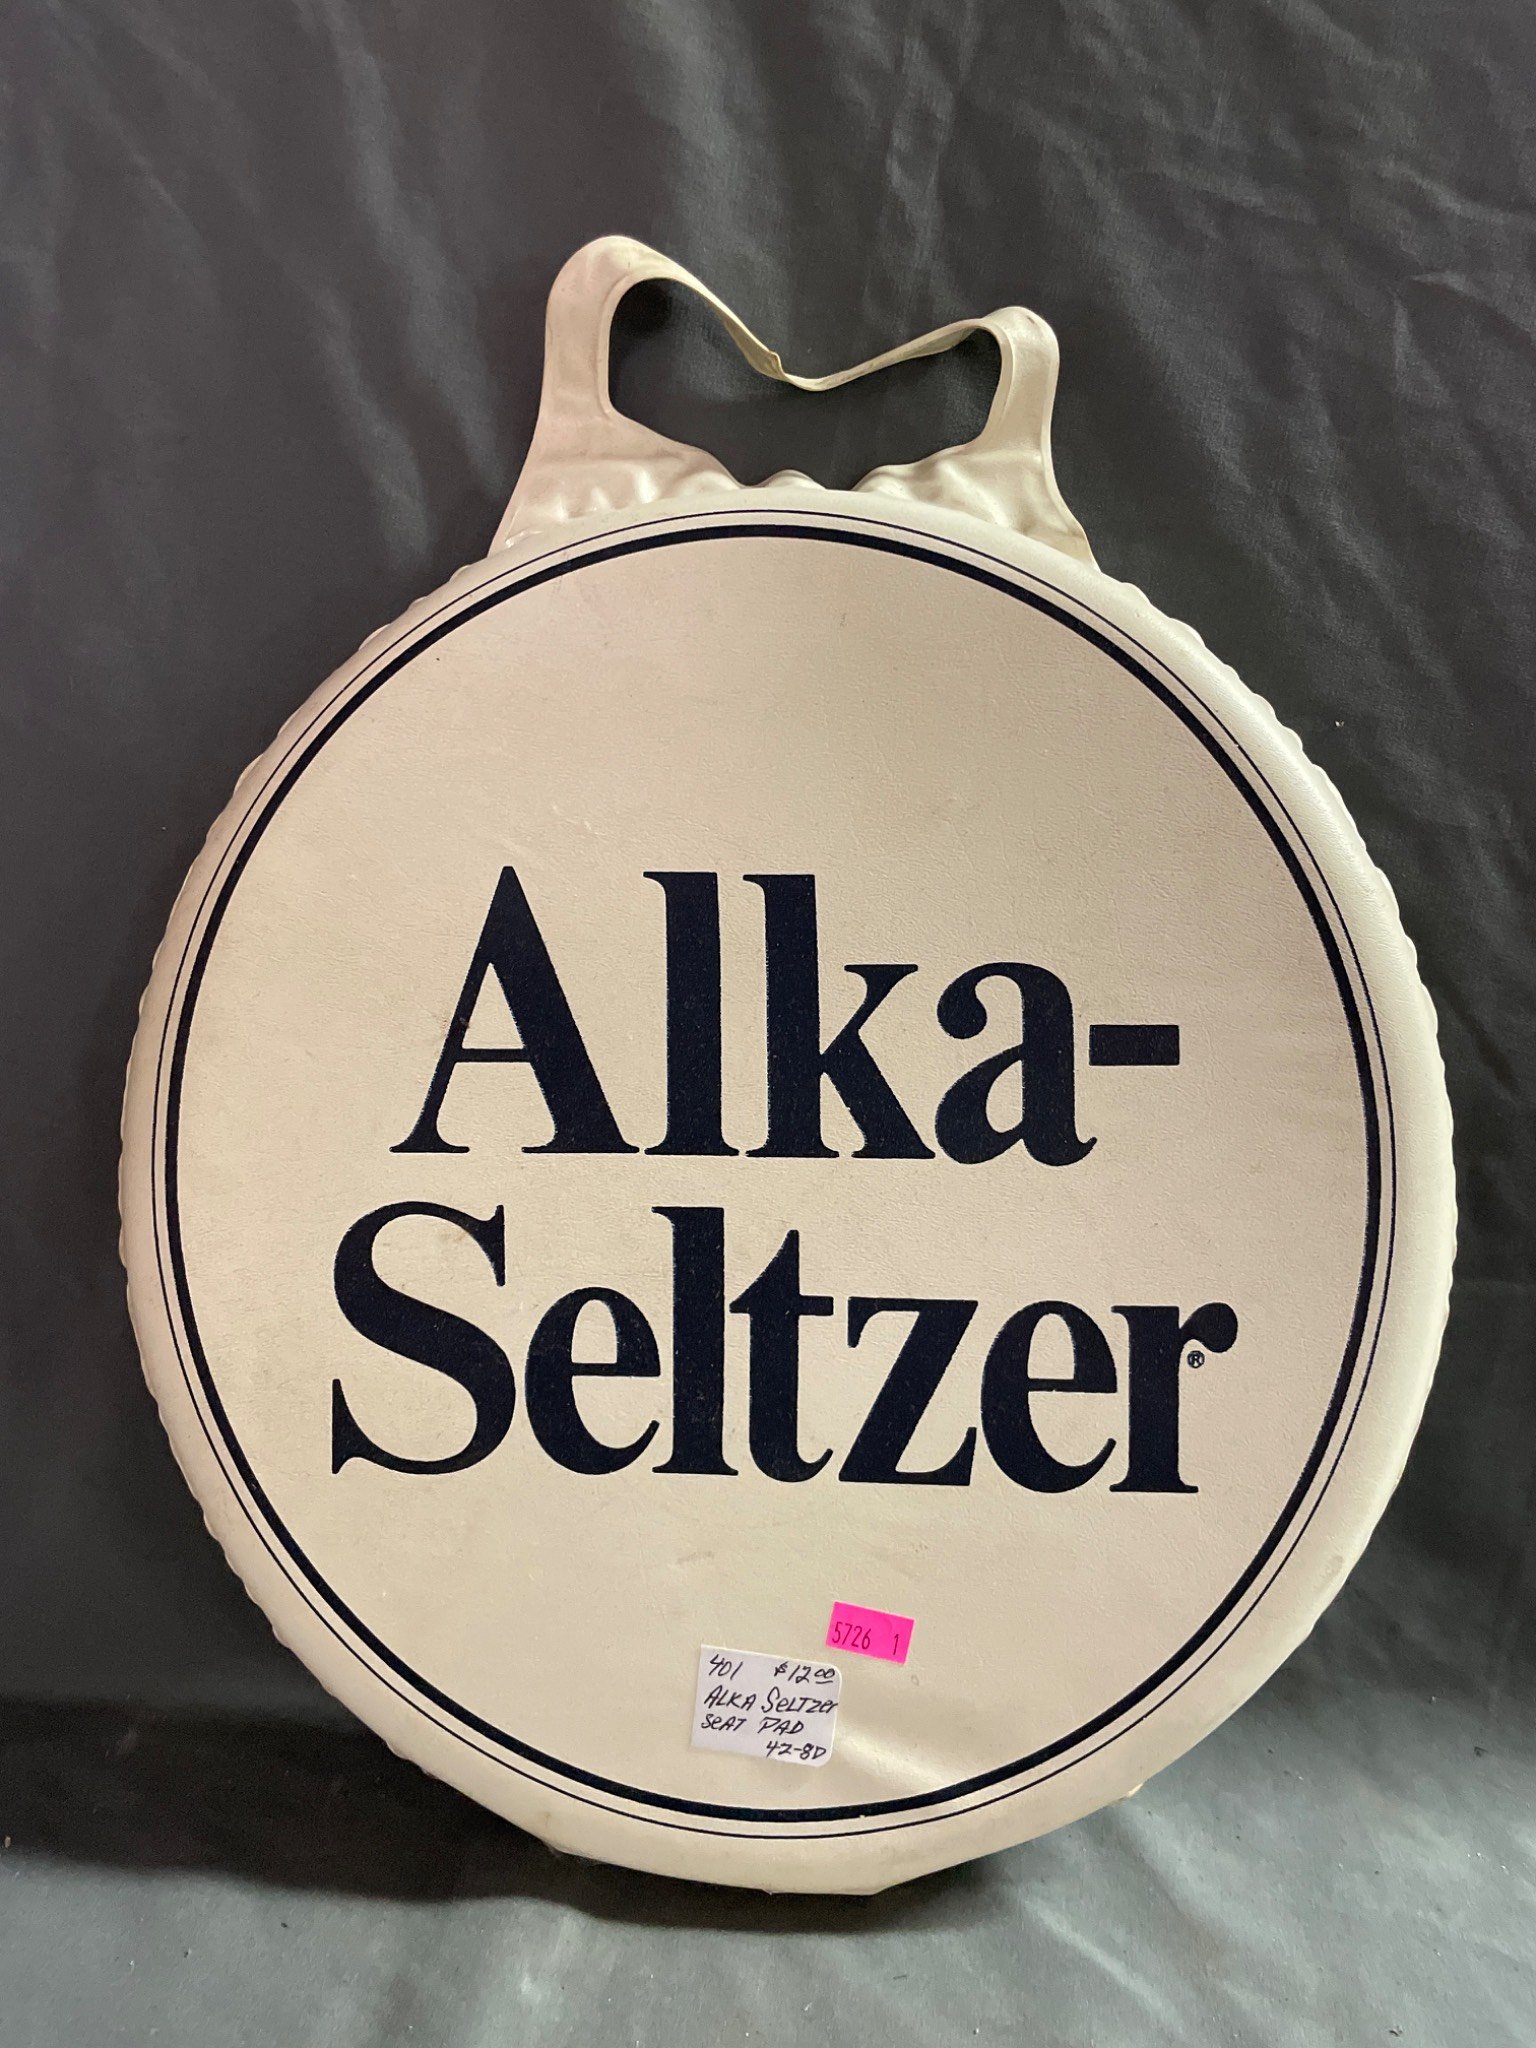 Alka-
Seltzer®
5726 1
401 $12.00
ALKA SELTZER
SEAT PAD
42-8D